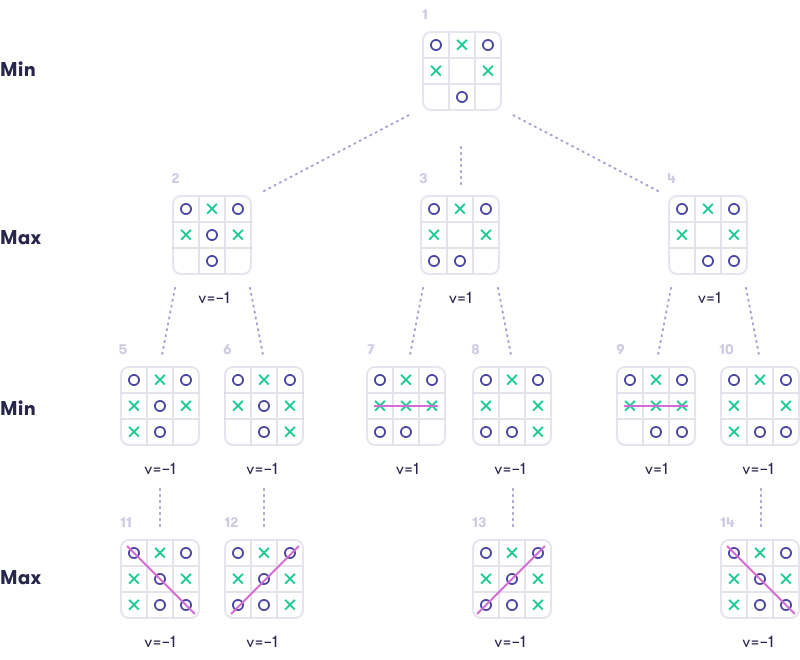 1
Min
2 3 4
Max
v=-1 v=1 v=1
5 6 7 8 9 10
Min
v=-1 v=-1 v=1 v=-1 v=1 v=-1
11 12 13 14
Max
v=-1 v=-1 v=-1 v=-1